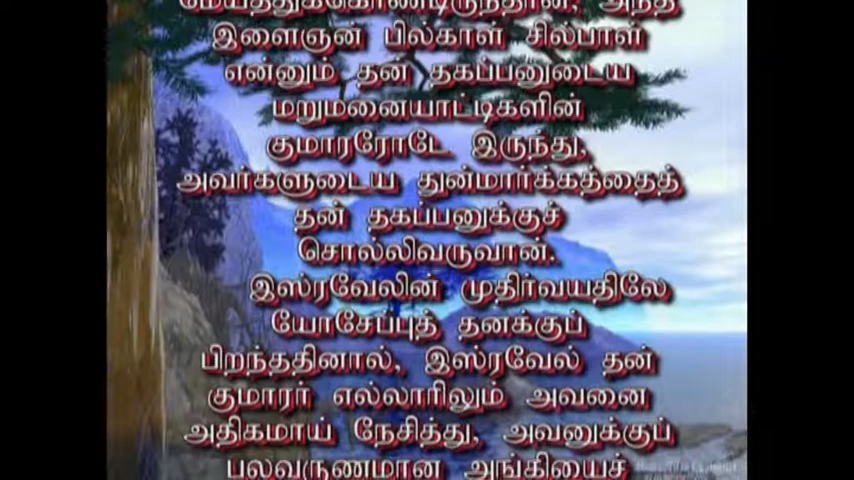 மேய்த்துக்கொண்டிருந்தான்; அந்த
இளைஞன் பில்காள் சில்பாள்
என்னும் தன் தகப்பனுடைய
மறுமனையாட்டிகளின்
குமாரரோடே இருந்து,
அவர்களுடைய துன்மார்க்கத்தைத்
தன் தகப்பனுக்குச்
சொல்லிவருவான்.
இஸ்ரவேலின் முதிர்வயதிலே
யோசேப்புத் தனக்குப்
பிறந்ததினால், இஸ்ரவேல் தன்
குமாரர் எல்லாரிலும் அவனை
அதிகமாய் நேசித்து, அவனுக்குப்
பலவருணமான அங்கியைச்